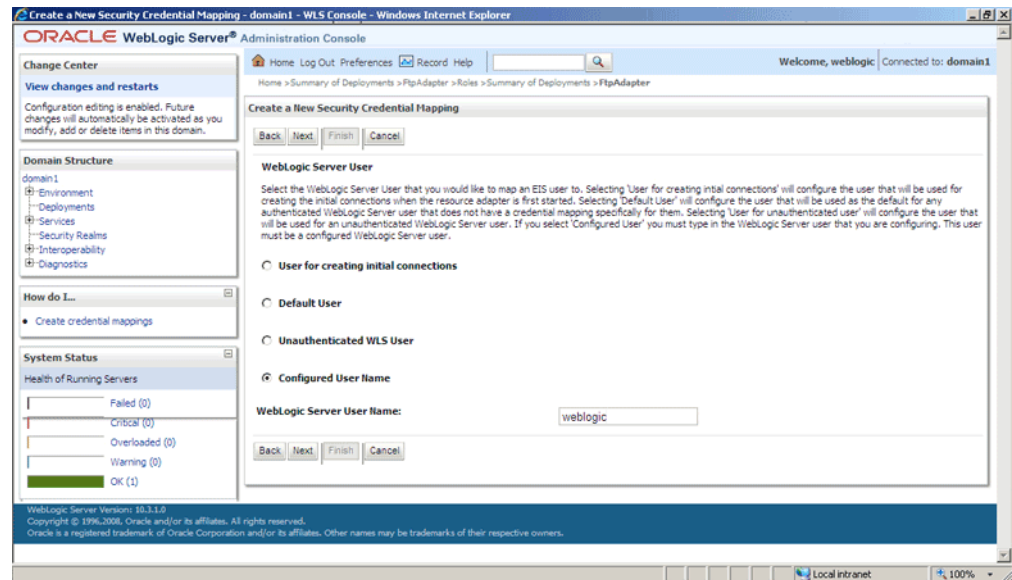 Create a New Security Credential Mapping - domain1 - WLS Console - Windows Internet Explorer
ORACLE WebLogic Server® Administration Console
Change Center
View changes and restarts
Configuration editing is enabled. Future
changes will automatically be activated as you
modify, add or delete items in this domain.
Domain Structure
domain1
Environment
Deployments
Services
Security Realms
Interoperability
Diagnostics
How do I...
Create credential mappings
System Status
Health of Running Servers
Failed (0)
Critical (0)
Overloaded (0)
Warning (0)
OK (1)
Home Log Out Preferences Record Help
Welcome, weblogic Connected to: domain1
Home >Summary of Deployments >FtpAdapter >Roles >Summary of Deployments >FtpAdapter
Create a New Security Credential Mapping
Back Next Finish Cancel
WebLogic Server User
Select the WebLogic Server User that you would like to map an EIS user to. Selecting 'User for creating intial connections' will configure the user that will be used for
creating the initial connections when the resource adapter is first started. Selecting 'Default User' will configure the user that will be used as the default for any
authenticated WebLogic Server user that does not have a credential mapping specifically for them. Selecting 'User for unauthenticated user' will configure the user that
will be used for an unauthenticated WebLogic Server user. If you select 'Configured User' you must type in the WebLogic Server user that you are configuring. This user
must be a configured WebLogic Server user.
User for creating initial connections
Default User
Unauthenticated WLS User
Configured User Name
WebLogic Server User Name:
weblogic
Back Next Finish Cancel
WebLogic Server Version: 10.3.1.0
Copyright © 1996,2008, Oracle and/or its affiliates. All rights reserved.
Oracle is a registered trademark of Oracle Corporation and/or its affiliates. Other names may be trademarks of their respective owners.
Local intranet
100%